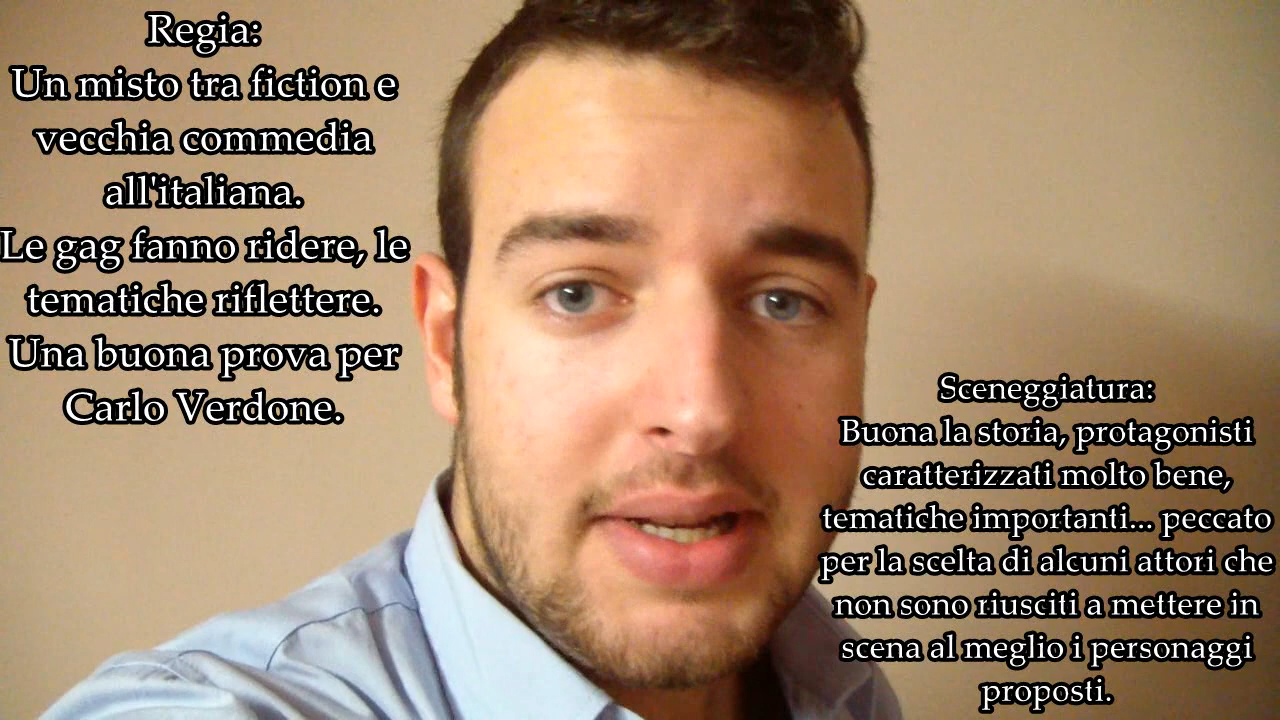 Regia:
Un misto tra fiction e
vecchia commedia
all'italiana.
Le gag fanno ridere, le
tematiche riflettere.
Una buona prova per
Carlo Verdone.
Sceneggiatura:
Buona la storia, protagonisti
caratterizzati molto bene,
tematiche importanti... peccato
per la scelta di alcuni attori che
non sono riusciti a mettere in
scena al meglio i personaggi
proposti.